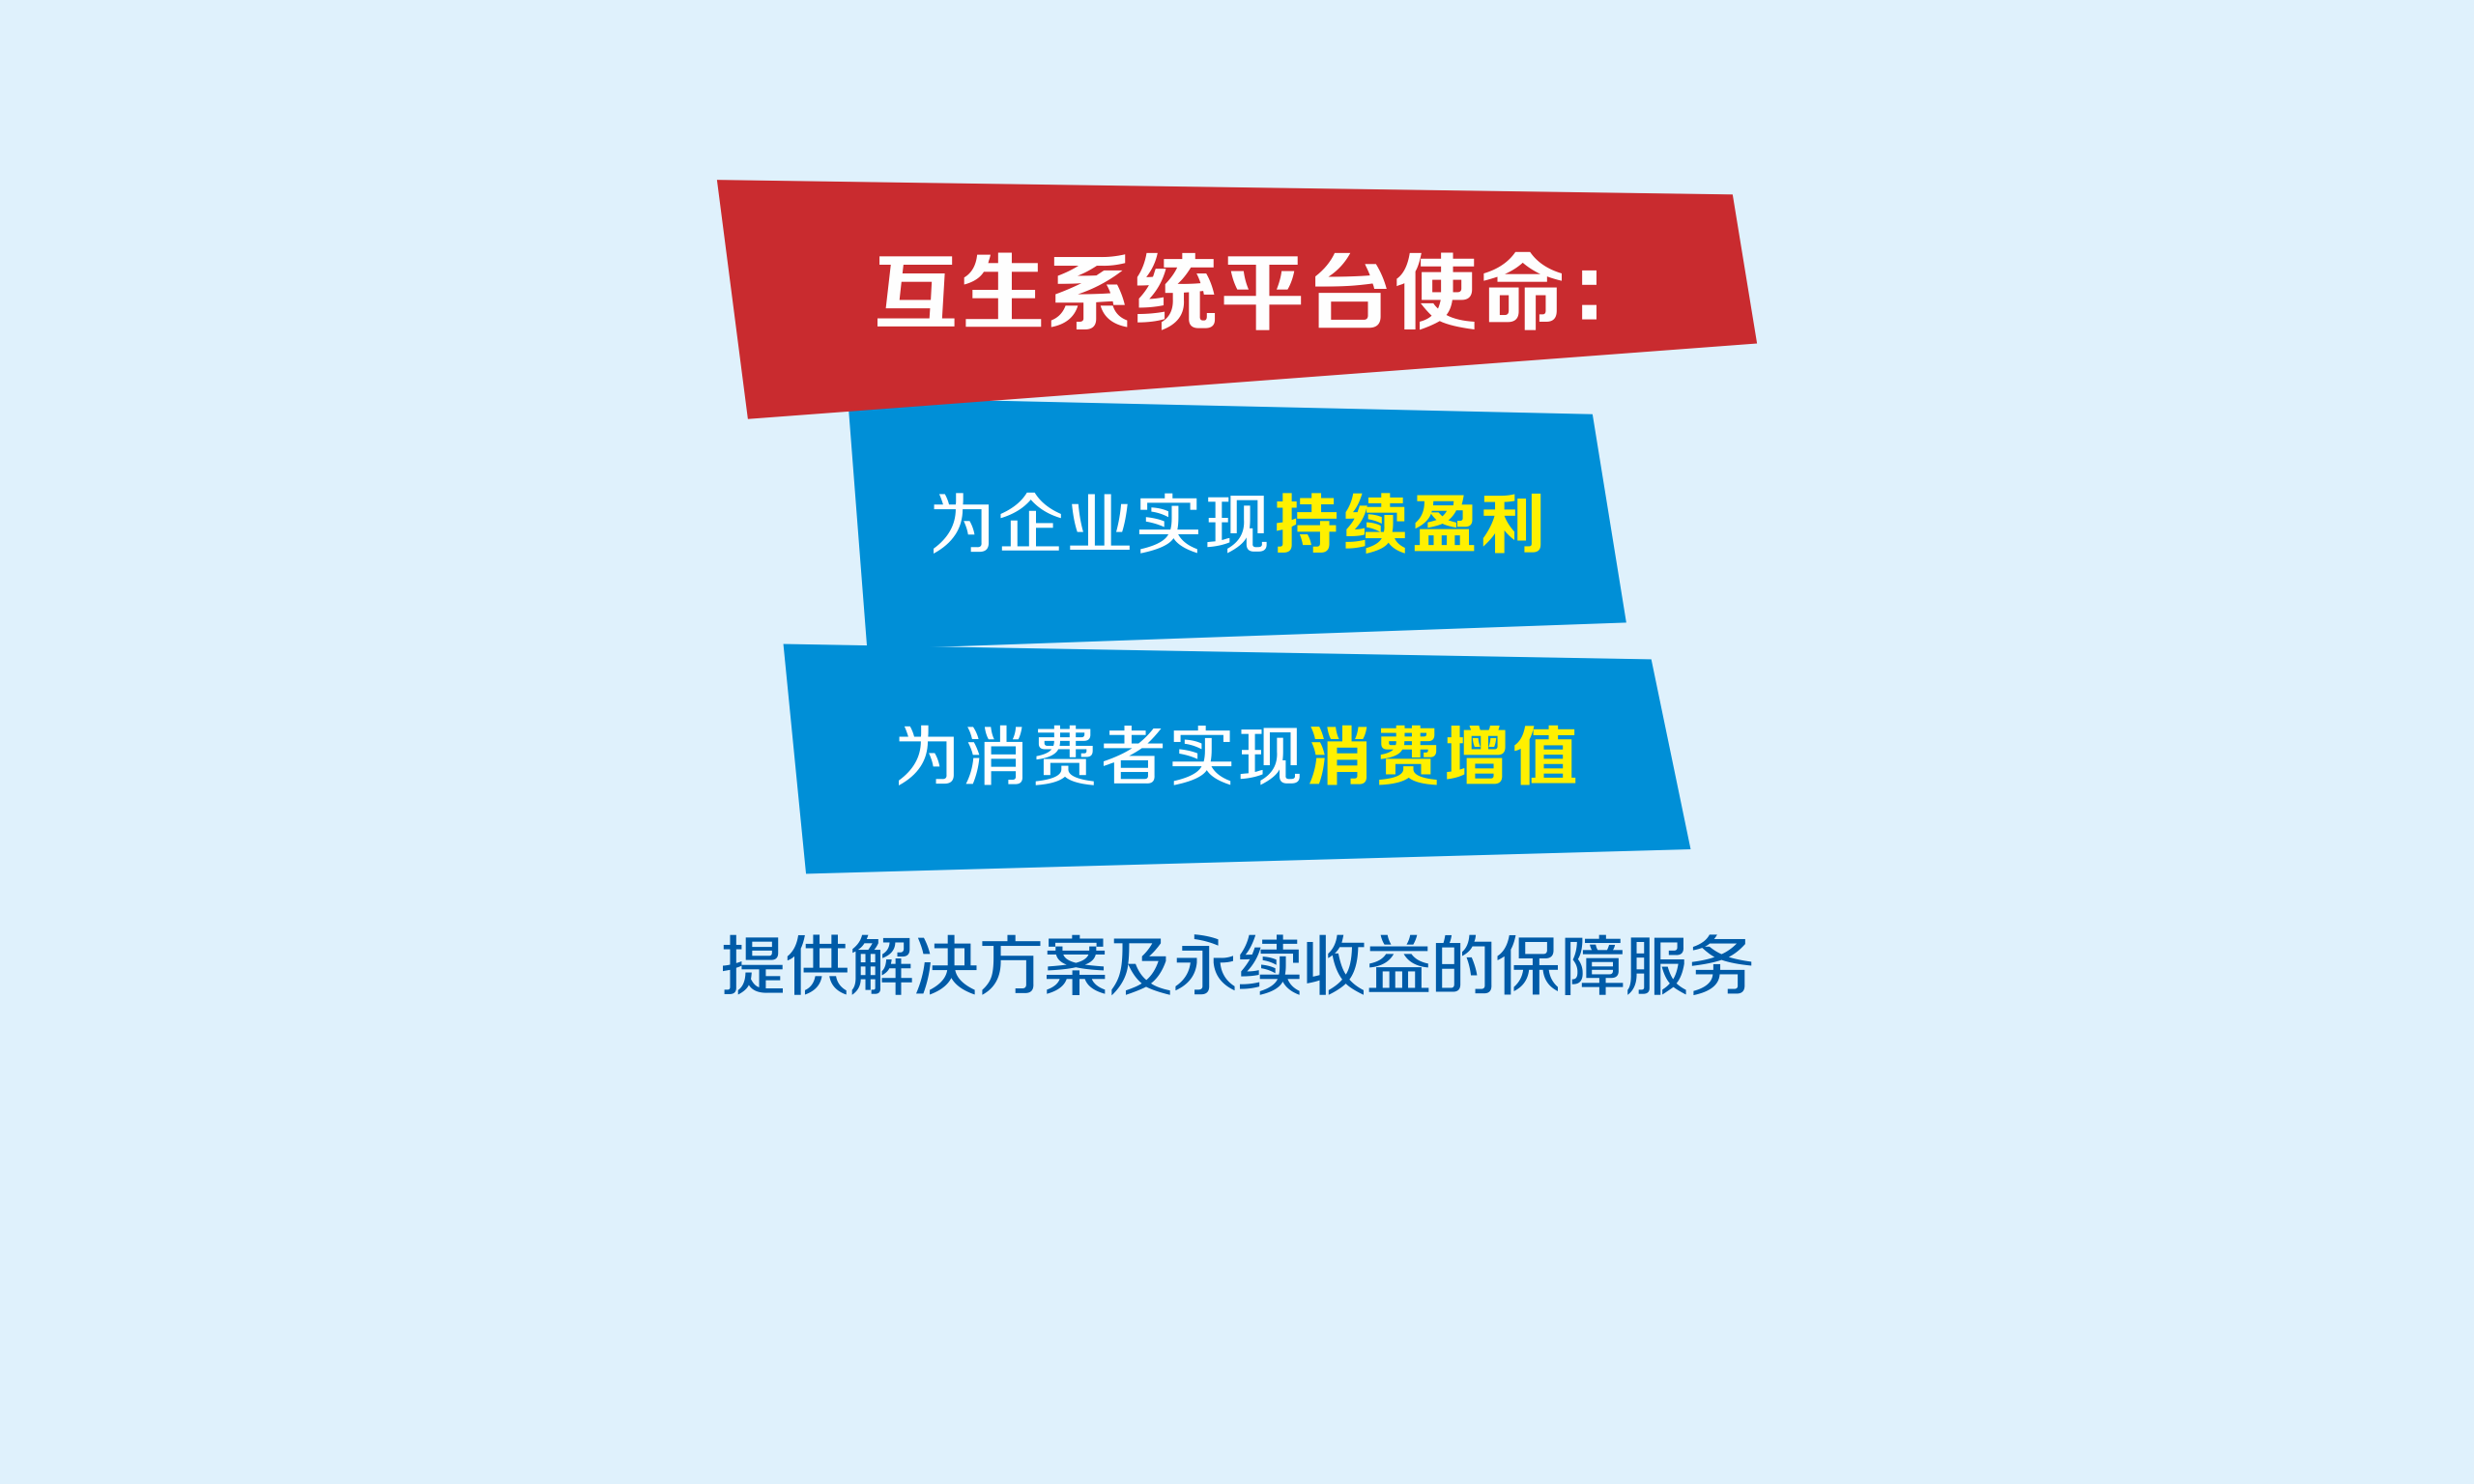 互生系统平台使命：
为企业实现持续赢利
为消费者实现消费增值
提供解决方案及永续收益的保障服务